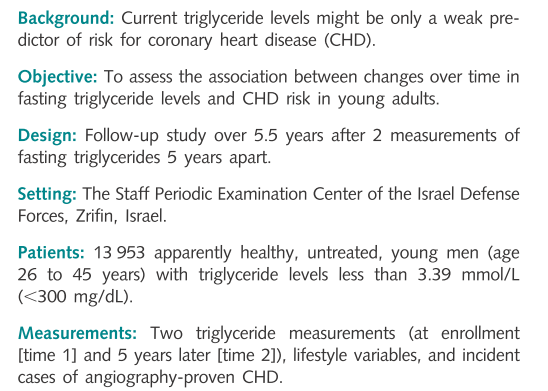 Background: Current triglyceride levels might be only a weak pre-
dictor of risk for coronary heart disease (CHD).
Objective: To assess the association between changes over time in
fasting triglyceride levels and CHD risk in young adults.
Design: Follow-up study over 5.5 years after 2 measurements of
fasting triglycerides 5 years apart.
Setting: The Staff Periodic Examination Center of the Israel Defense
Forces, Zrifin, Israel.
Patients: 13 953 apparently healthy, untreated, young men (age
26 to 45 years) with triglyceride levels less than 3.39 mmol/L
(<300 mg/dL).
Measurements: Two triglyceride measurements (at enrollment
[time 1] and 5 years later [time 2]), lifestyle variables, and incident
cases of angiography-proven CHD.